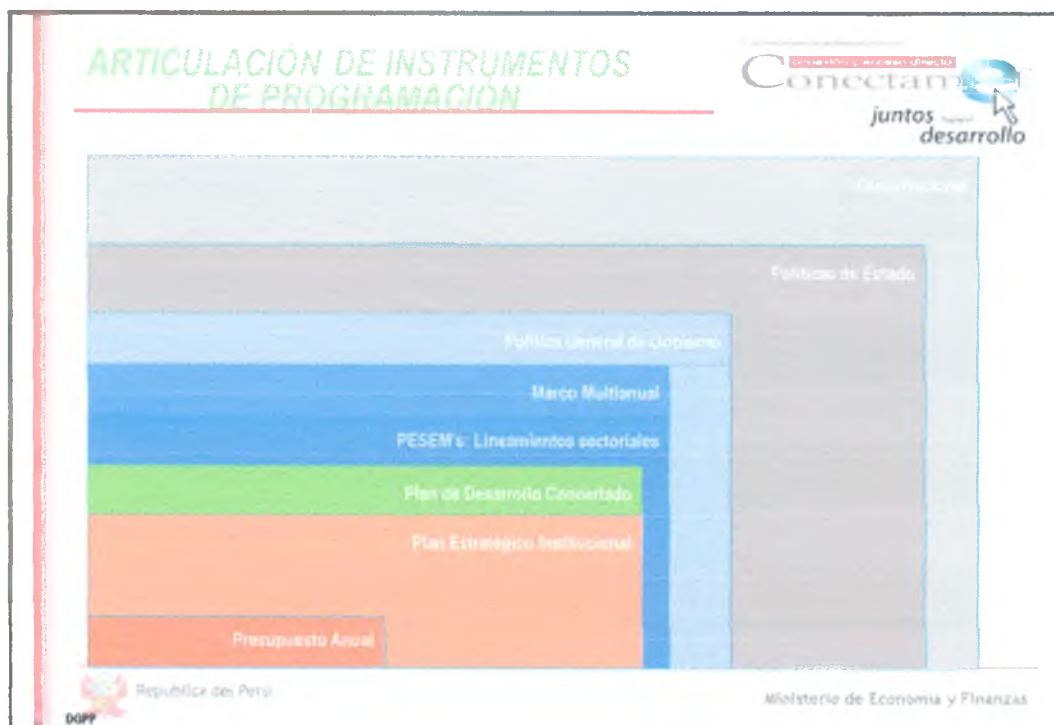 ARTICULACIÓN DE INSTRUMENTOS
DE PROGRAMACIÓN
Conectam
juntos
desarrollo
Políticas de Estado
Política General de Gobierno
Marco Multianual
PESEM's: Lineamientos sectoriales
Plan de Desarrollo Concertado
Plan Estratégico Institucional
Presupuesto Anual
República del Perú
DGPP
Ministerio de Economía y Finanzas